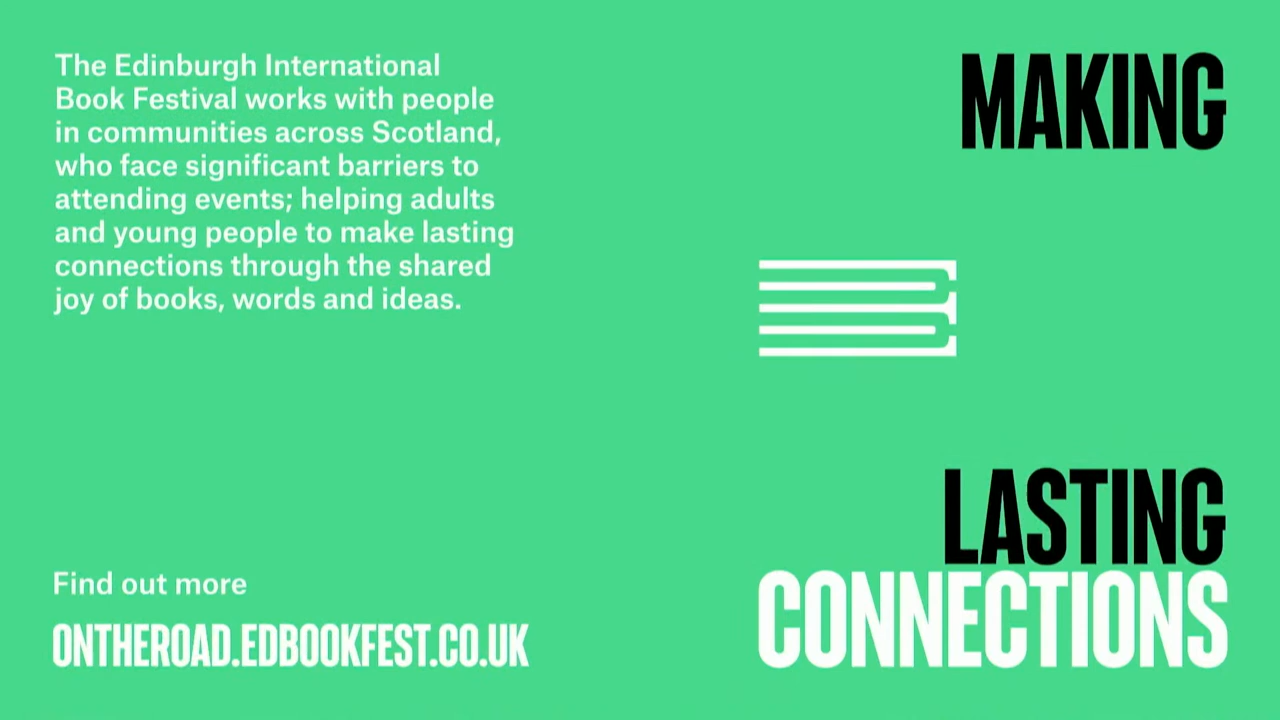 The Edinburgh International
Book Festival works with people
in communities across Scotland,
who face significant barriers to
attending events; helping adults
and young people to make lasting
connections through the shared
joy of books, words and ideas.
Find out more
ONTHEROAD.EDBOOKFEST.CO.UK
MAKING
LASTING
CONNECTIONS